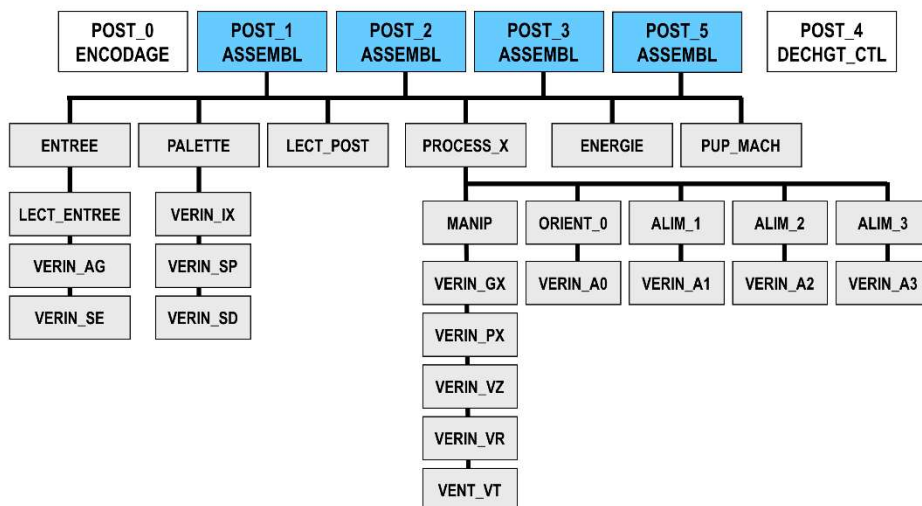 POST_0
ENCODAGE
POST_1
ASSEMBL
POST_2
ASSEMBL
POST_3
ASSEMBL
POST_5
ASSEMBL
POST_4
DECHGT_CTL
ENTREE
PALETTE
LECT_POST
PROCESS_X
ENERGIE
PUP_MACH
LECT_ENTREE
VERIN_IX
MANIP
ORIENT_0
ALIM_1
ALIM_2
ALIM_3
VERIN_AG
VERIN_SP
VERIN_GX
VERIN_A0
VERIN_A1
VERIN_A2
VERIN_A3
VERIN_SE
VERIN_SD
VERIN_PX
VERIN_VZ
VERIN_VR
VENT_VT